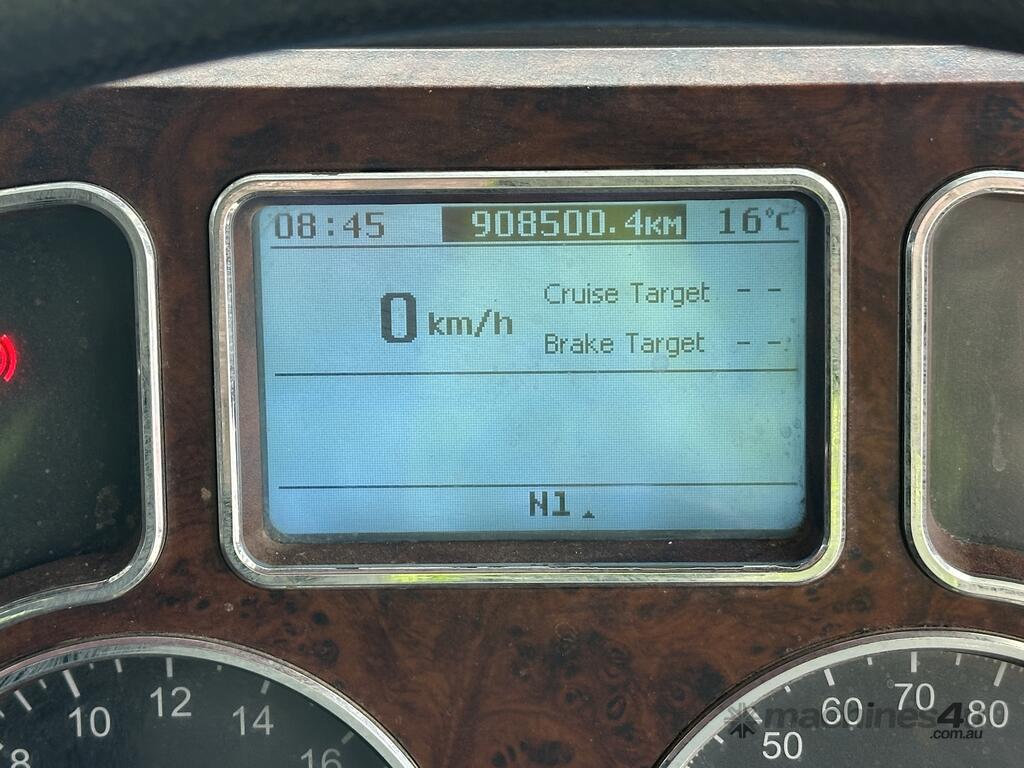 08:45 908500.4KM 16°C
0 km/h
Cruise Target --
Brake Target --
N1
8 10 12 14 16
50 60 70 80
machines4u
.com.au